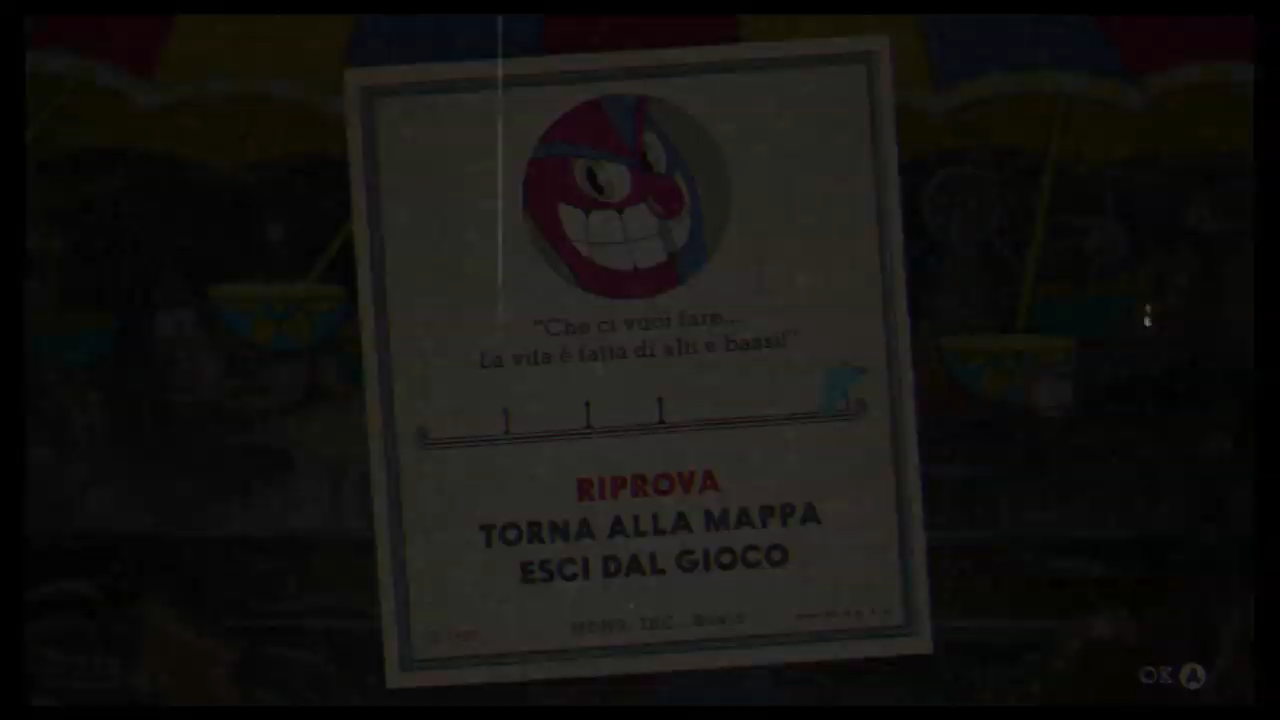 "Che ci vuoi fare...
La vita è fatta di alti e bassi!"
RIPROVA
TORNA ALLA MAPPA
ESCI DAL GIOCO
OK A